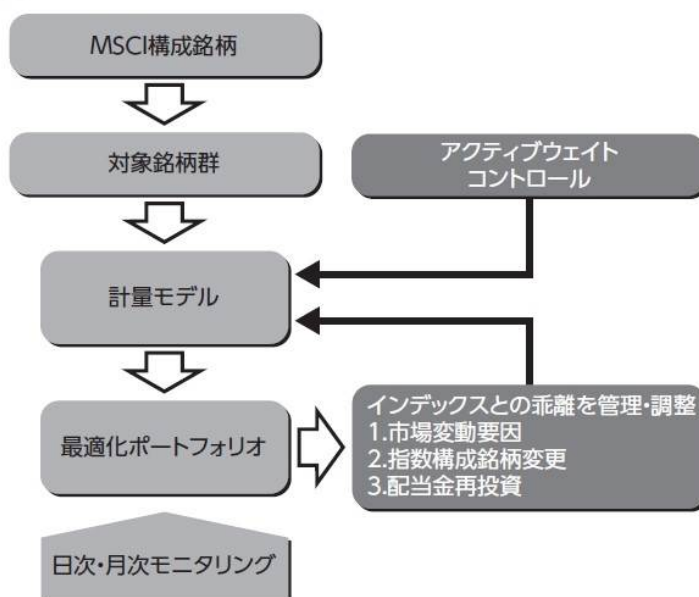 MSCI構成銘柄
対象銘柄群
アクティブウェイト
コントロール
計量モデル
最適化ポートフォリオ
インデックスとの乖離を管理・調整
1.市場変動要因
2.指数構成銘柄変更
3.配当金再投資
日次・月次モニタリング